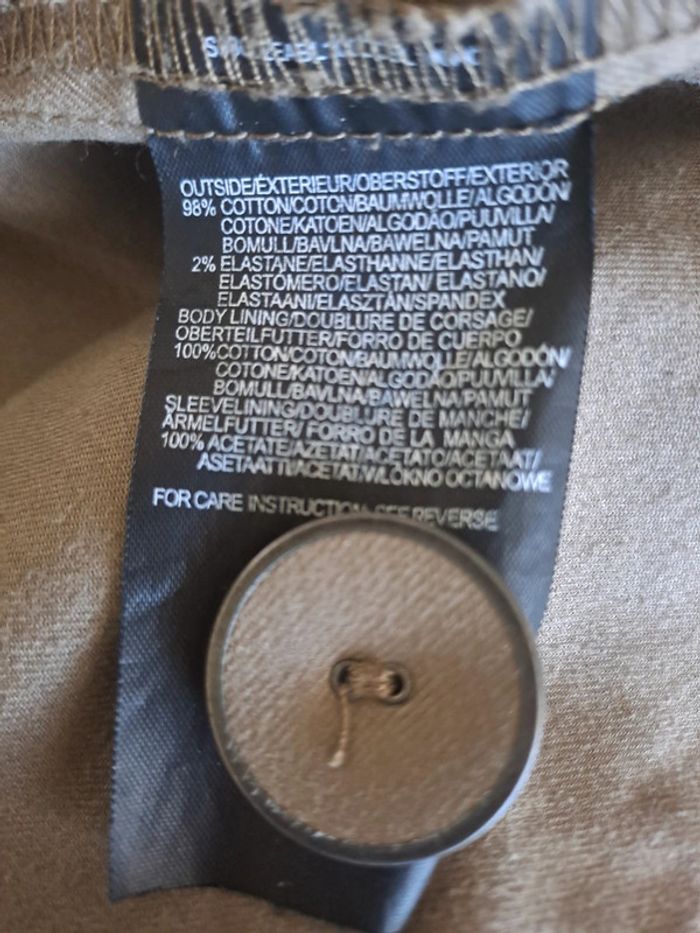 OUTSIDE/EXTERIEUR/OBERSTOFF/EXTERIOR
98% COTTON/COTON/BAUMWOLLE/ALGODÓN/
COTONE/KATOEN/ALGODÃO/PUUVILLA/
BOMULL/BAVLNA/BAWELNA/PAMUT
2% ELASTANE/ELASTHANNE/ELASTHAN/
ELASTÓMERO/ELASTAN/ ELASTANO/
ELASTAANI/ELASZTÁN/SPANDEX
BODY LINING/DOUBLURE DE CORSAGE/
OBERTEILFUTTER/FORRO DE CUERPO
100%COTTON/COTON/BAUMWOLLE/ALGODÓN/
COTONE/KATOEN/ALGODÃO/PUUVILLA/
BOMULL/BAVLNA/BAWELNA/PAMUT
SLEEVELINING/DOUBLURE DE MANCHE/
ÄRMELFUTTER/ FORRO DE LA MANGA
100% ACETATE/AZETAT/ACETATO/ACETAAT/
ASETAATTI/ACETAT/WŁÓKNO OCTANOWE
FOR CARE INSTRUCTION SEE REVERSE